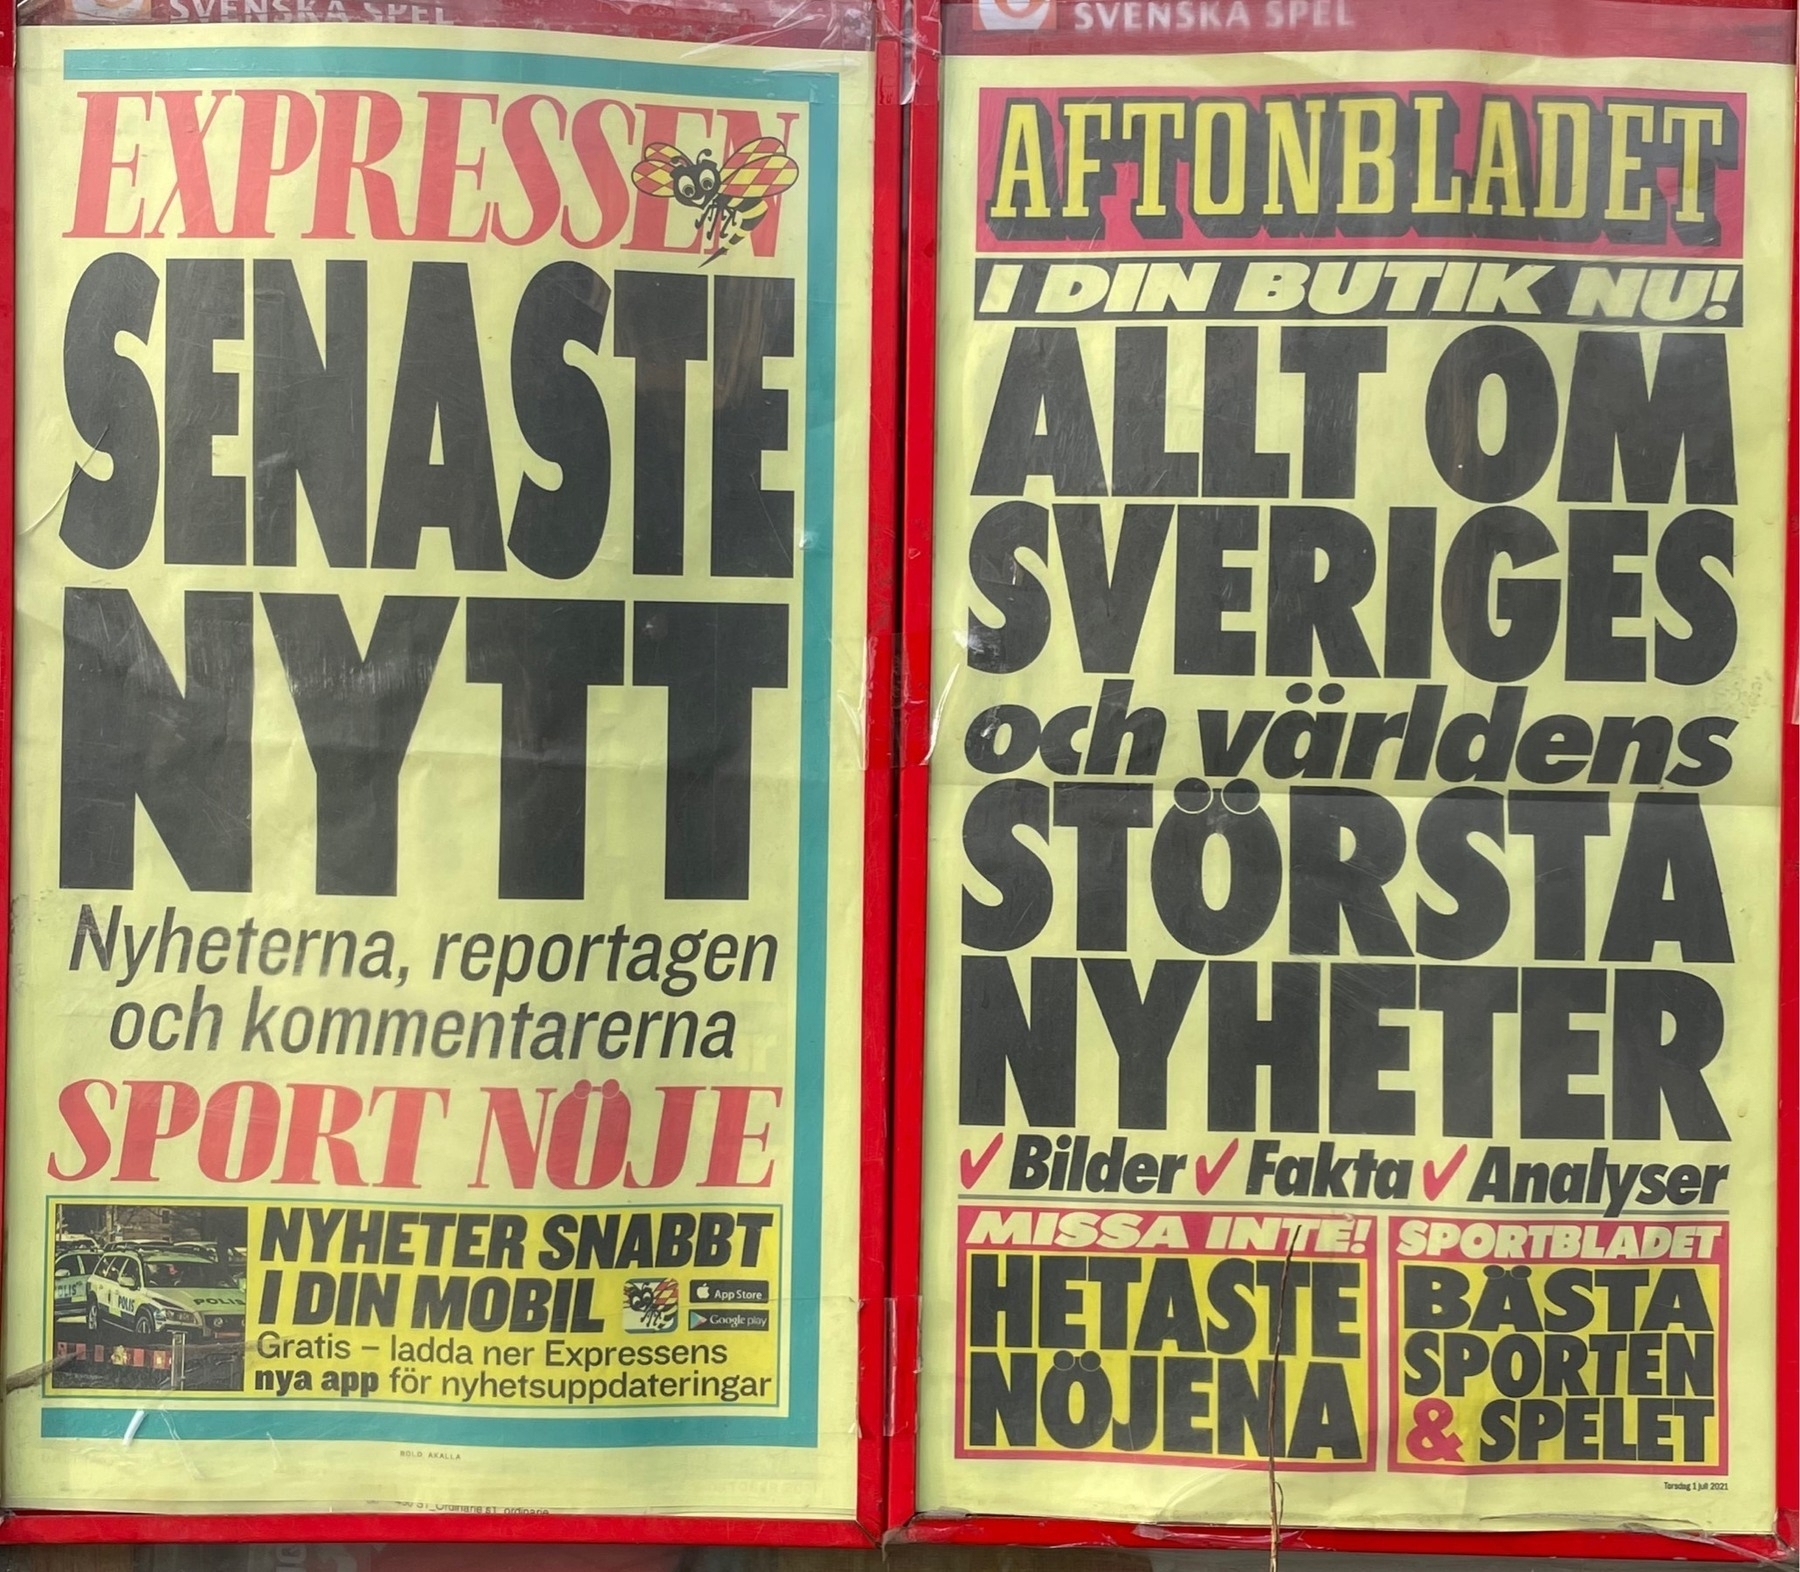 SVENSKA SPEL
EXPRESSEN
SENASTE
NYTT
Nyheterna, reportagen
och kommentarerna
SPORT NÖJE
POLIS
POLIS
POLIS
NYHETER SNABBT
I DIN MOBIL
App Store
Google play
Gratis – ladda ner Expressens
nya app för nyhetsuppdateringar
BOLD AKALLA
SVENSKA SPEL
AFTONBLADET
I DIN BUTIK NU!
ALLT OM
SVERIGES
och världens
STÖRSTA
NYHETER
✓ Bilder ✓ Fakta ✓ Analyser
MISSA INTE!
HETASTE
NÖJENA
SPORTBLADET
BÄSTA
SPORTEN
& SPELET
Torsdag 1 juli 2021